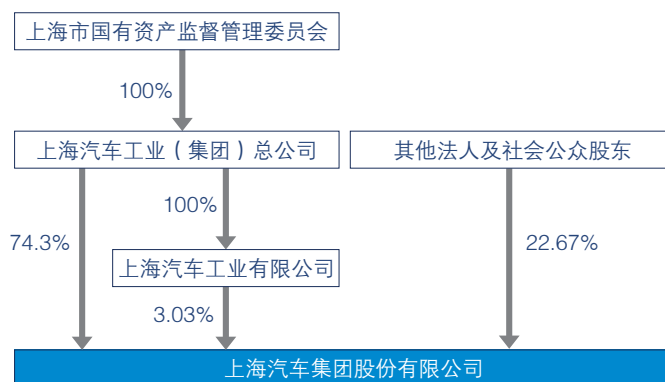 上海市国有资产监督管理委员会
100%
上海汽车工业（集团）总公司
其他法人及社会公众股东
100%
74.3%
22.67%
上海汽车工业有限公司
3.03%
上海汽车集团股份有限公司